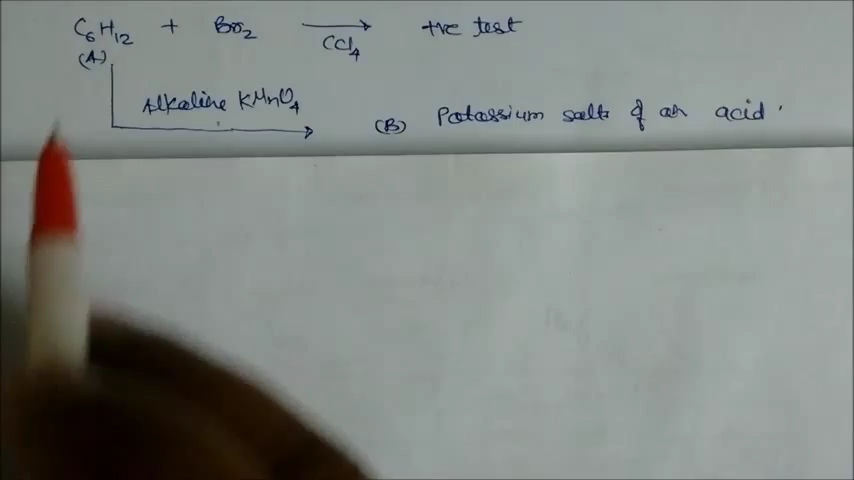 C6H12 + Br2 → +ve test
(A) CCl4
Alkaline KMnO4
(B) Potassium salts of an acid.